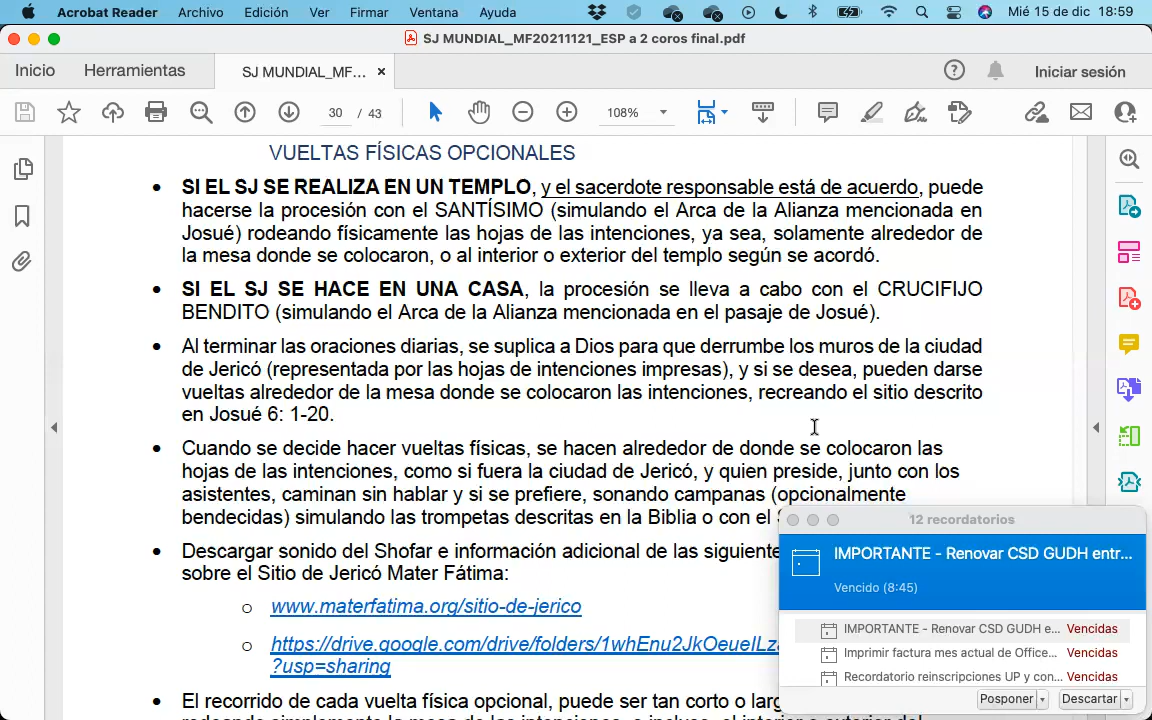 Acrobat Reader Archivo Edición Ver Firmar Ventana Ayuda Mié 15 de dic 18:59
SJ MUNDIAL_MF20211121_ESP a 2 coros final.pdf
Inicio Herramientas SJ MUNDIAL_MF... × Iniciar sesión
30 / 43 108%
VUELTAS FÍSICAS OPCIONALES
• SI EL SJ SE REALIZA EN UN TEMPLO, y el sacerdote responsable está de acuerdo, puede
hacerse la procesión con el SANTÍSIMO (simulando el Arca de la Alianza mencionada en
Josué) rodeando físicamente las hojas de las intenciones, ya sea, solamente alrededor de
la mesa donde se colocaron, o al interior o exterior del templo según se acordó.
• SI EL SJ SE HACE EN UNA CASA, la procesión se lleva a cabo con el CRUCIFIJO
BENDITO (simulando el Arca de la Alianza mencionada en el pasaje de Josué).
• Al terminar las oraciones diarias, se suplica a Dios para que derrumbe los muros de la ciudad
de Jericó (representada por las hojas de intenciones impresas), y si se desea, pueden darse
vueltas alrededor de la mesa donde se colocaron las intenciones, recreando el sitio descrito
en Josué 6: 1-20.
• Cuando se decide hacer vueltas físicas, se hacen alrededor de donde se colocaron las
hojas de las intenciones, como si fuera la ciudad de Jericó, y quien preside, junto con los
asistentes, caminan sin hablar y si se prefiere, sonando campanas (opcionalmente
bendecidas) simulando las trompetas descritas en la Biblia o con el
• Descargar sonido del Shofar e información adicional de las siguiente
sobre el Sitio de Jericó Mater Fátima:
o www.materfatima.org/sitio-de-jerico
o https://drive.google.com/drive/folders/1whEnu2JkOeueILz
?usp=sharing
• El recorrido de cada vuelta física opcional, puede ser tan corto o larg
rodeando simplemente la mesa de las intenciones, o incluso, el interior o exterior del
12 recordatorios
IMPORTANTE - Renovar CSD GUDH entr...
Vencido (8:45)
IMPORTANTE - Renovar CSD GUDH e... Vencidas
Imprimir factura mes actual de Office... Vencidas
Recordatorio reinscripciones UP y con... Vencidas
Posponer Descartar